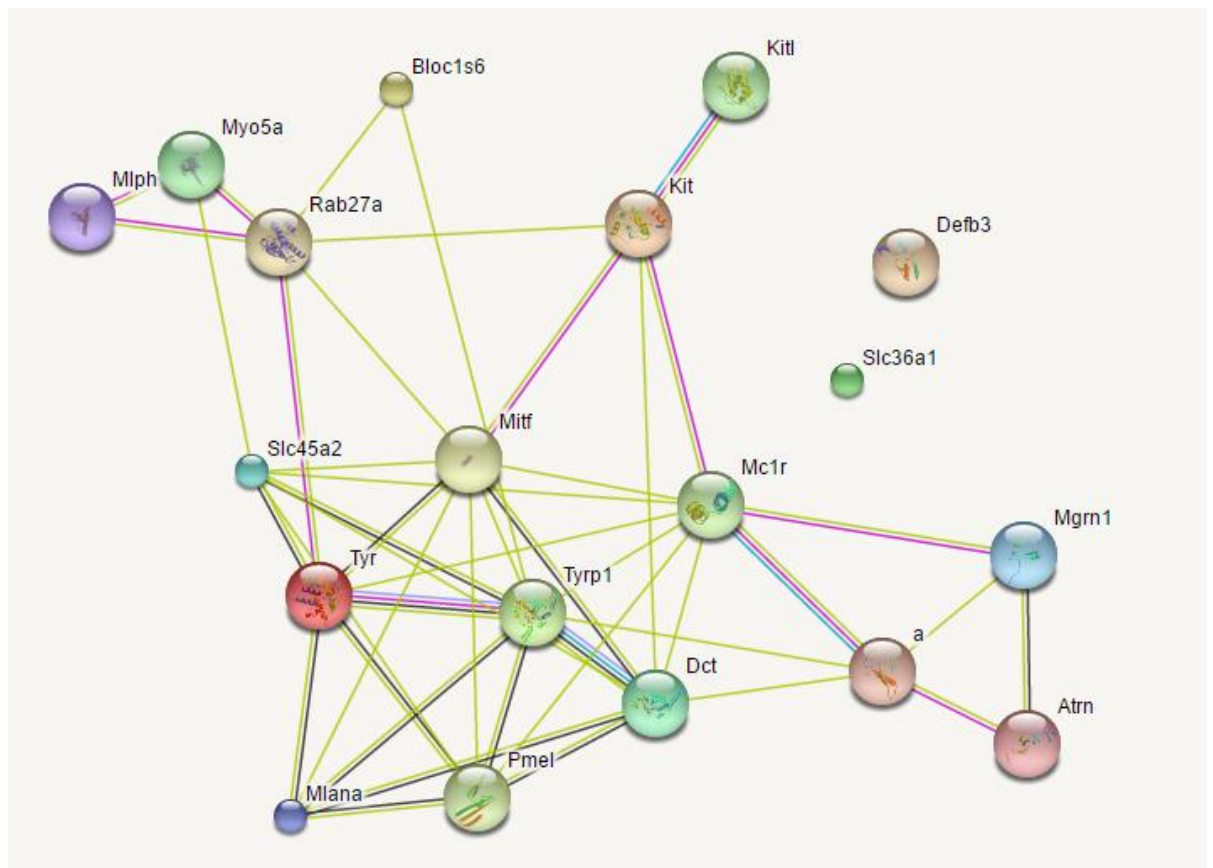 Kitl
Bloc1s6
Myo5a
Mlph
Kit
Rab27a
Defb3
Slc36a1
Mitf
Slc45a2
Mc1r
Mgrn1
Tyr
Tyrp1
a
Dct
Atrn
Pmel
Mlana